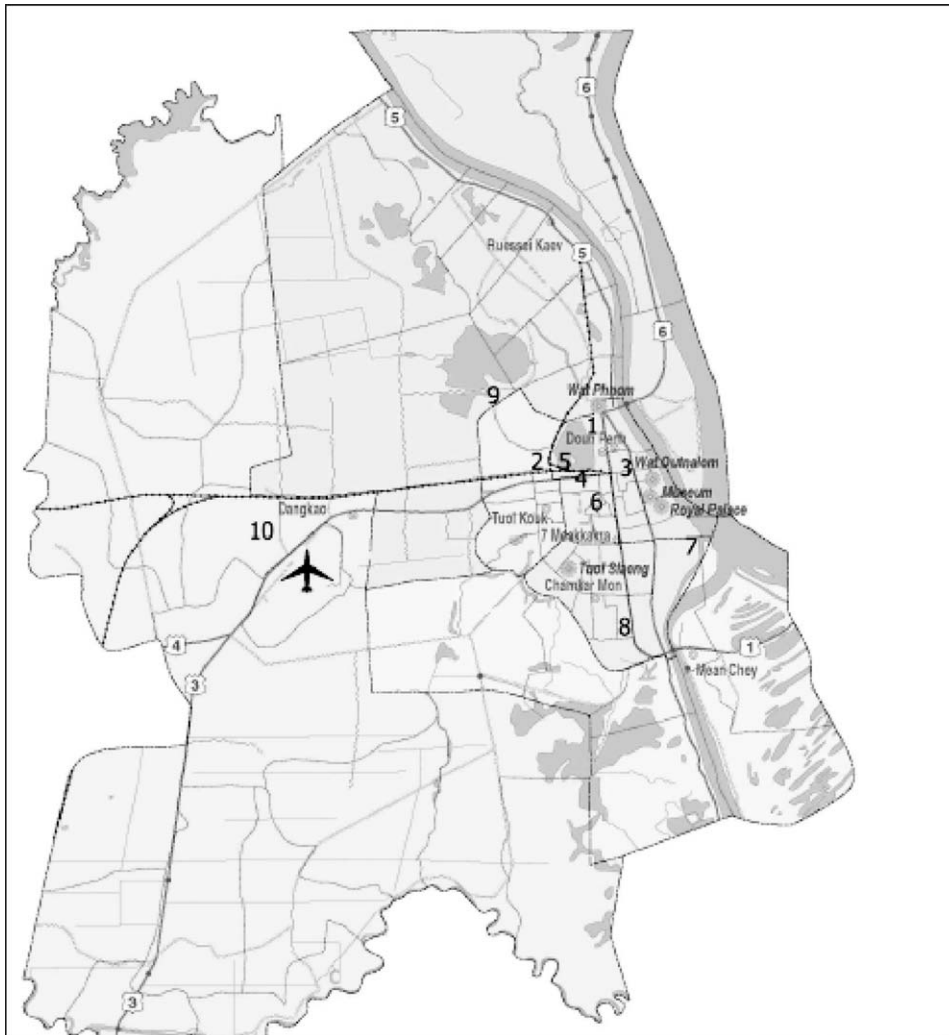 6
5
Ruessei Kaev
5
6
9
Wat Phnom
1
Doun Penh
2
5
3
Wat Outnalom
4
Museum
6
Royal Palace
Dangkao
10
Tuol Kouk
7 Meakkakra
7
Tuol Slaeng
Chamkar Mon
8
4
1
Mean Chey
3
3